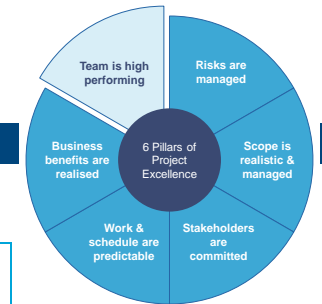 Team is high
performing
Risks are
managed
Business
benefits are
realised
6 Pillars of
Project
Excellence
Scope is
realistic &
managed
Work &
schedule are
predictable
Stakeholders
are
committed